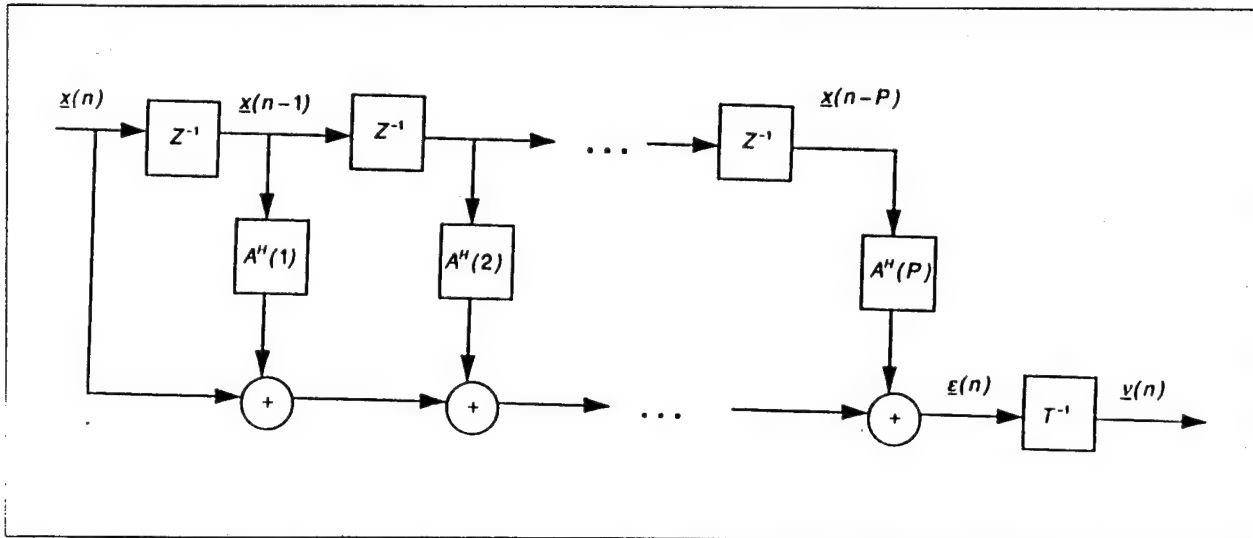 x(n) x(n-1) x(n-P)
Z⁻¹ Z⁻¹ ... Z⁻¹
Aᴴ(1) Aᴴ(2) Aᴴ(P)
ε(n) ν(n)
+ + ... + T⁻¹